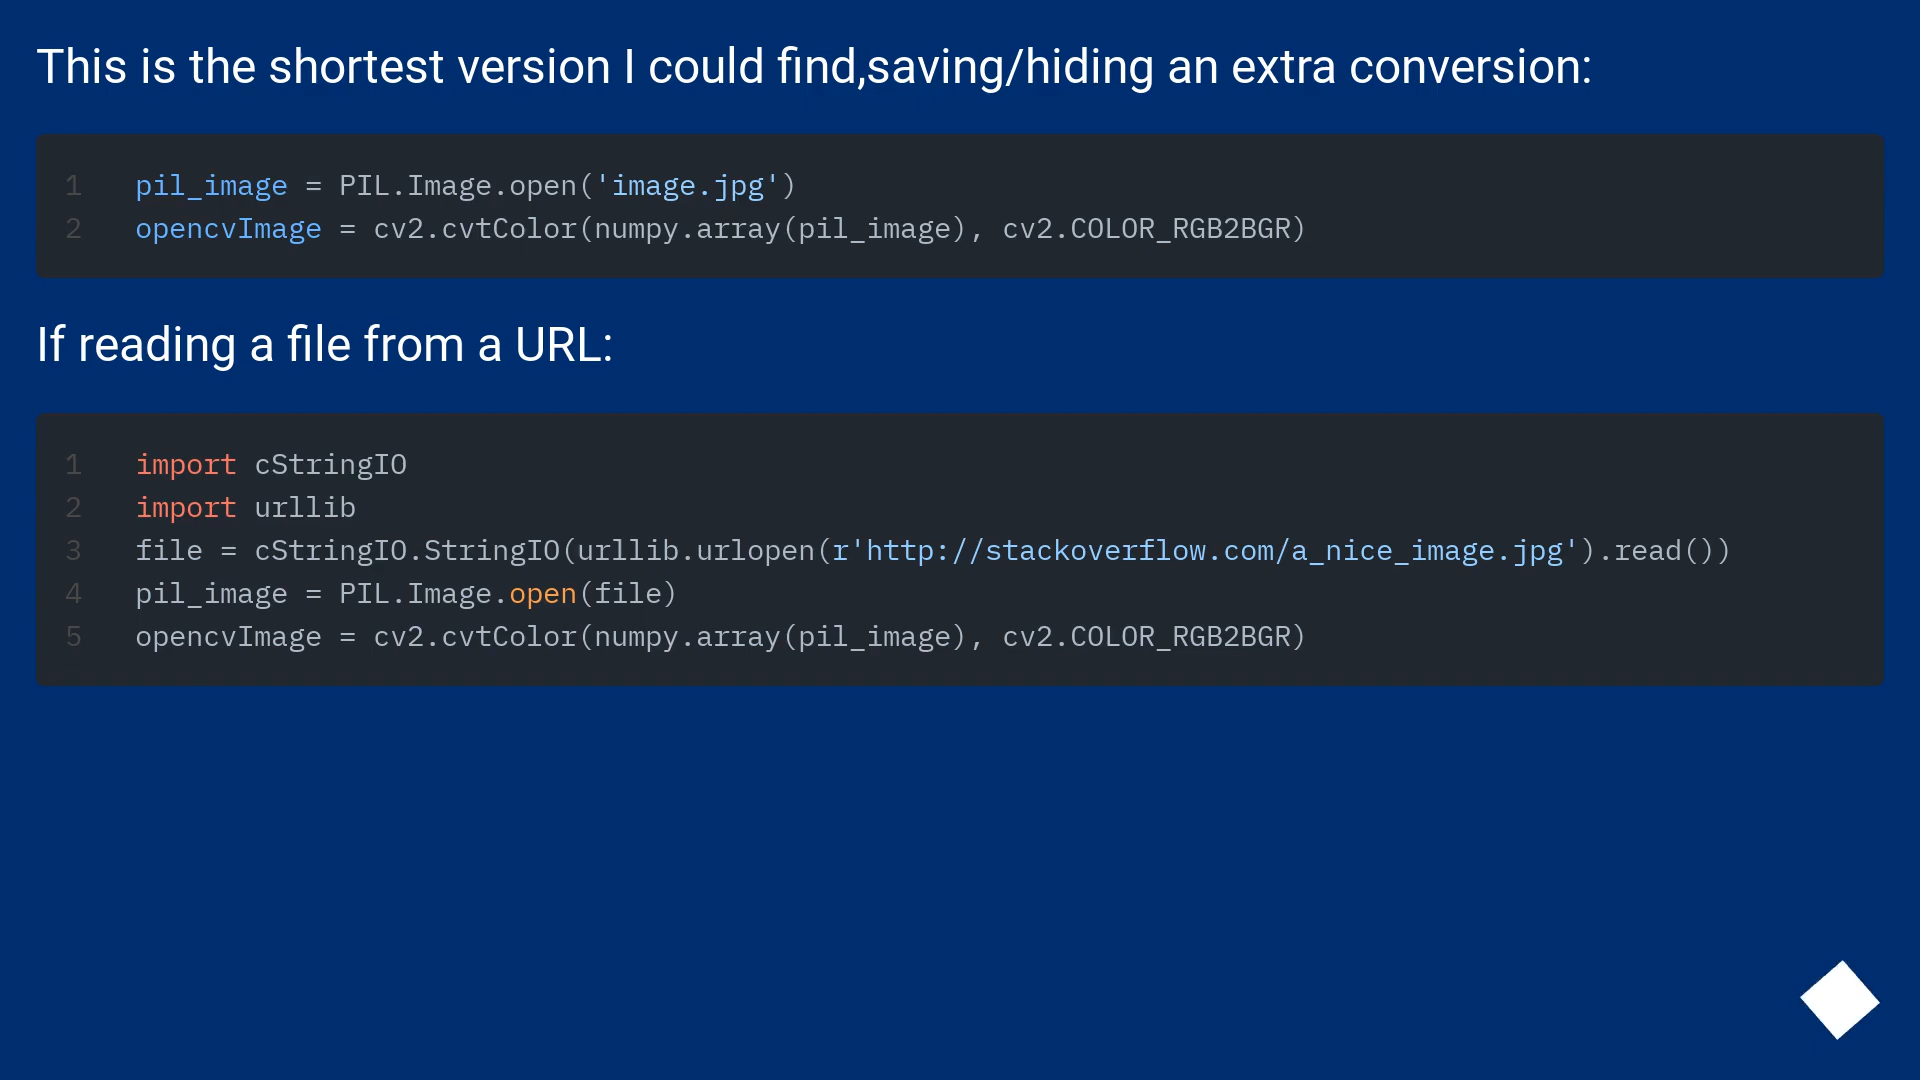 This is the shortest version I could find,saving/hiding an extra conversion:
1 pil_image = PIL.Image.open('image.jpg')
2 opencvImage = cv2.cvtColor(numpy.array(pil_image), cv2.COLOR_RGB2BGR)
If reading a file from a URL:
1 import cStringIO
2 import urllib
3 file = cStringIO.StringIO(urllib.urlopen(r'http://stackoverflow.com/a_nice_image.jpg').read())
4 pil_image = PIL.Image.open(file)
5 opencvImage = cv2.cvtColor(numpy.array(pil_image), cv2.COLOR_RGB2BGR)